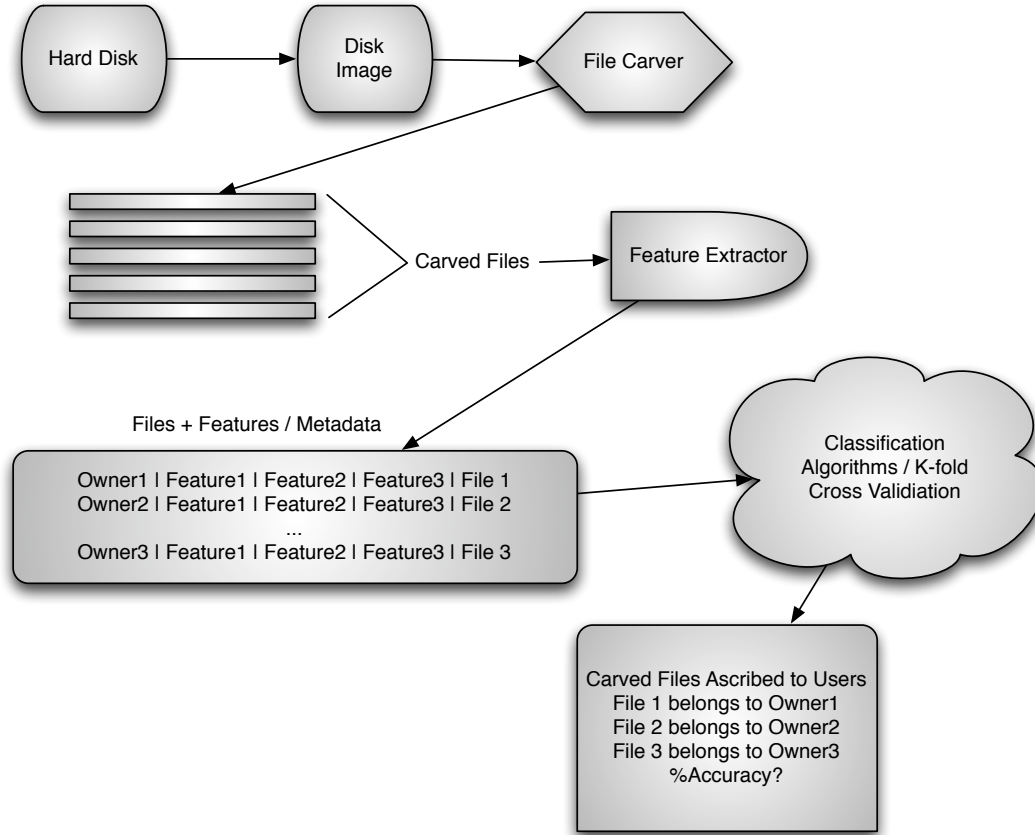 Hard Disk
Disk
Image
File Carver
Carved Files
Feature Extractor
Files + Features / Metadata
Owner1 | Feature1 | Feature2 | Feature3 | File 1
Owner2 | Feature1 | Feature2 | Feature3 | File 2
...
Owner3 | Feature1 | Feature2 | Feature3 | File 3
Classification
Algorithms / K-fold
Cross Validiation
Carved Files Ascribed to Users
File 1 belongs to Owner1
File 2 belongs to Owner2
File 3 belongs to Owner3
%Accuracy?